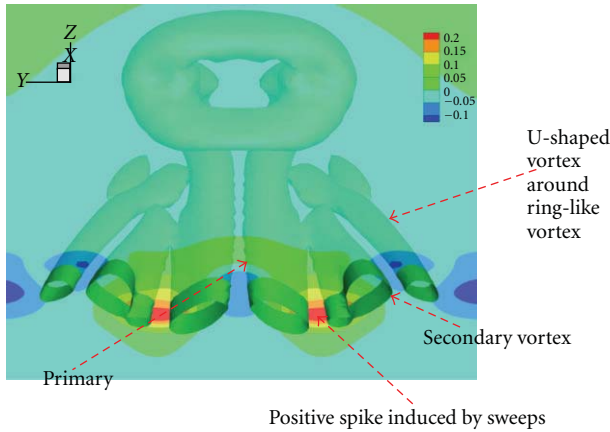 Z
X
Y
0.2
0.15
0.1
0.05
0
−0.05
−0.1
U-shaped
vortex
around
ring-like
vortex
Secondary vortex
Primary
Positive spike induced by sweeps